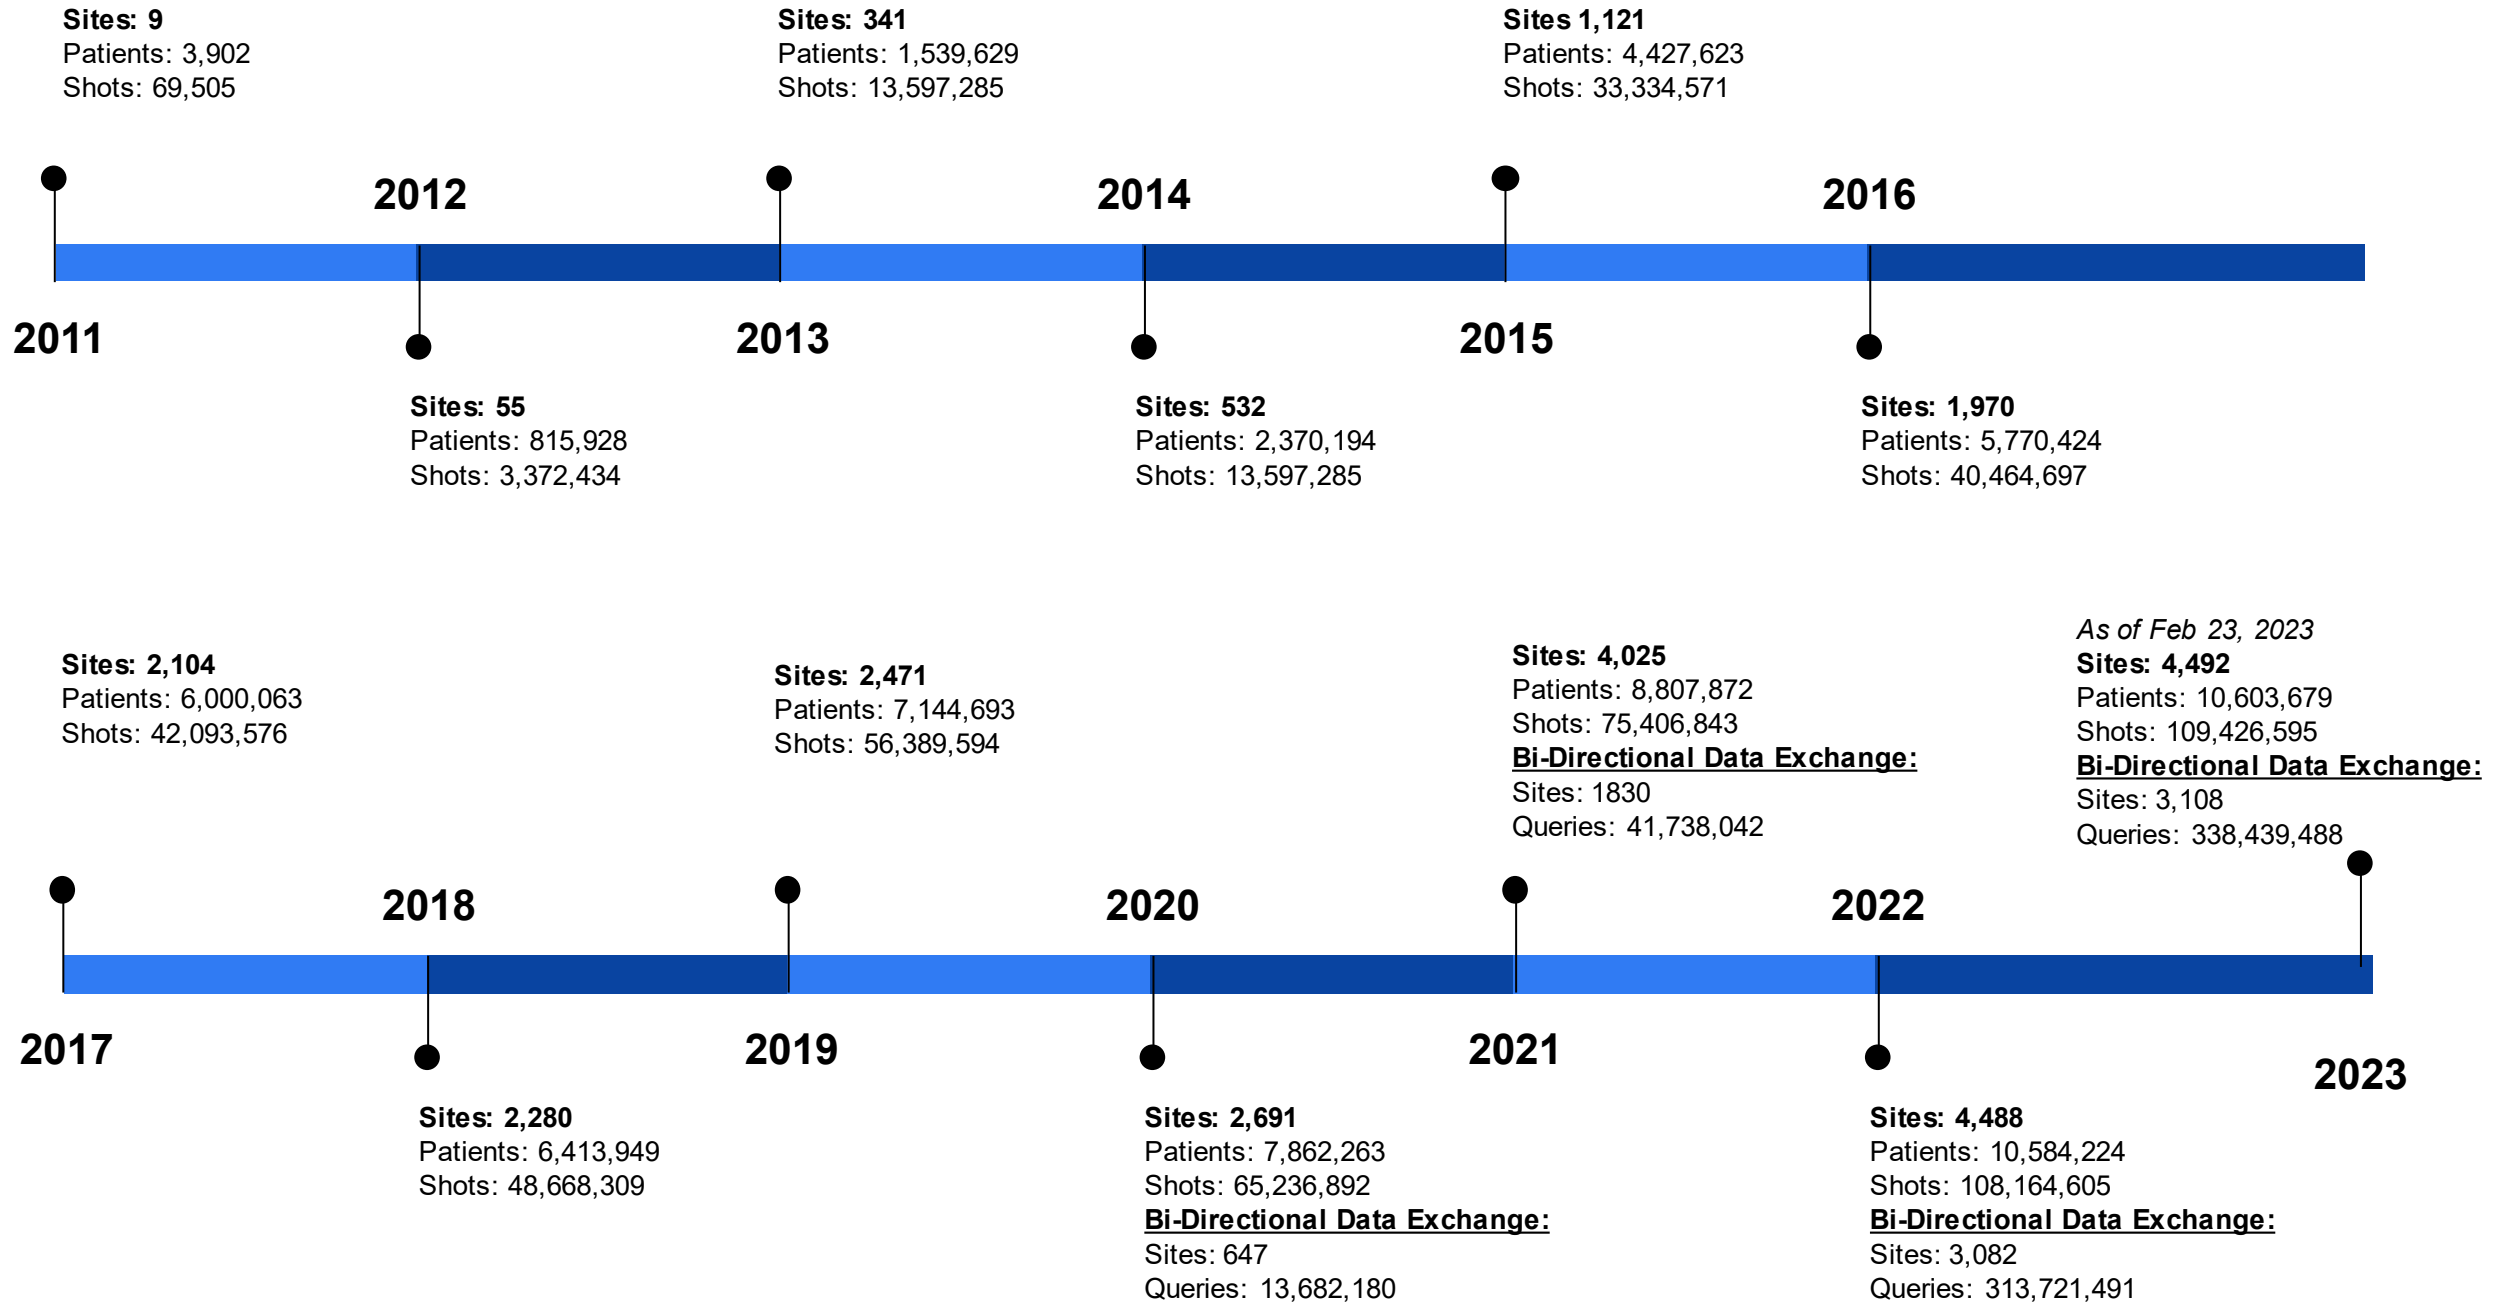 Sites: 9
Patients: 3,902
Shots: 69,505
Sites: 341
Patients: 1,539,629
Shots: 13,597,285
Sites 1,121
Patients: 4,427,623
Shots: 33,334,571
2012
2014
2016
2011
2013
2015
Sites: 55
Patients: 815,928
Shots: 3,372,434
Sites: 532
Patients: 2,370,194
Shots: 13,597,285
Sites: 1,970
Patients: 5,770,424
Shots: 40,464,697
Sites: 2,104
Patients: 6,000,063
Shots: 42,093,576
Sites: 2,471
Patients: 7,144,693
Shots: 56,389,594
Sites: 4,025
Patients: 8,807,872
Shots: 75,406,843
Bi-Directional Data Exchange:
Sites: 1830
Queries: 41,738,042
As of Feb 23, 2023
Sites: 4,492
Patients: 10,603,679
Shots: 109,426,595
Bi-Directional Data Exchange:
Sites: 3,108
Queries: 338,439,488
2018
2020
2022
2017
2019
2021
2023
Sites: 2,280
Patients: 6,413,949
Shots: 48,668,309
Sites: 2,691
Patients: 7,862,263
Shots: 65,236,892
Bi-Directional Data Exchange:
Sites: 647
Queries: 13,682,180
Sites: 4,488
Patients: 10,584,224
Shots: 108,164,605
Bi-Directional Data Exchange:
Sites: 3,082
Queries: 313,721,491